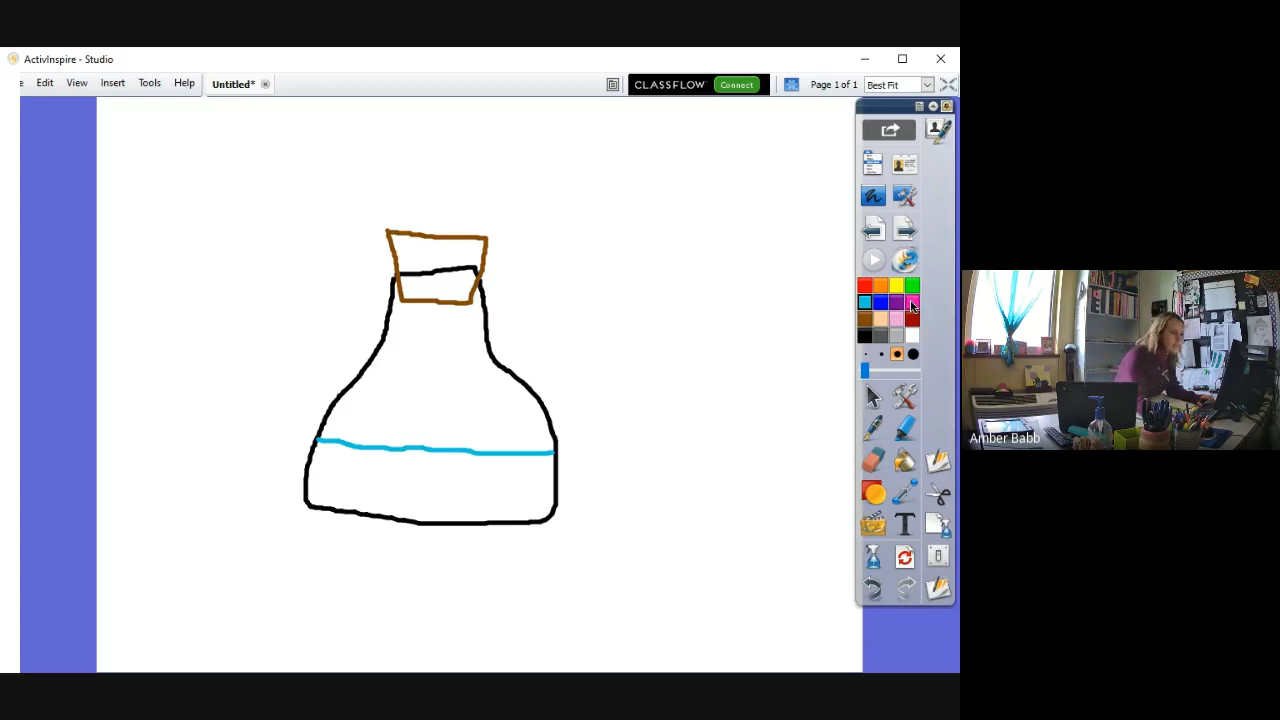 ActivInspire - Studio
e Edit View Insert Tools Help Untitled* CLASSFLOW Connect Page 1 of 1 Best Fit
T
Amber Babb